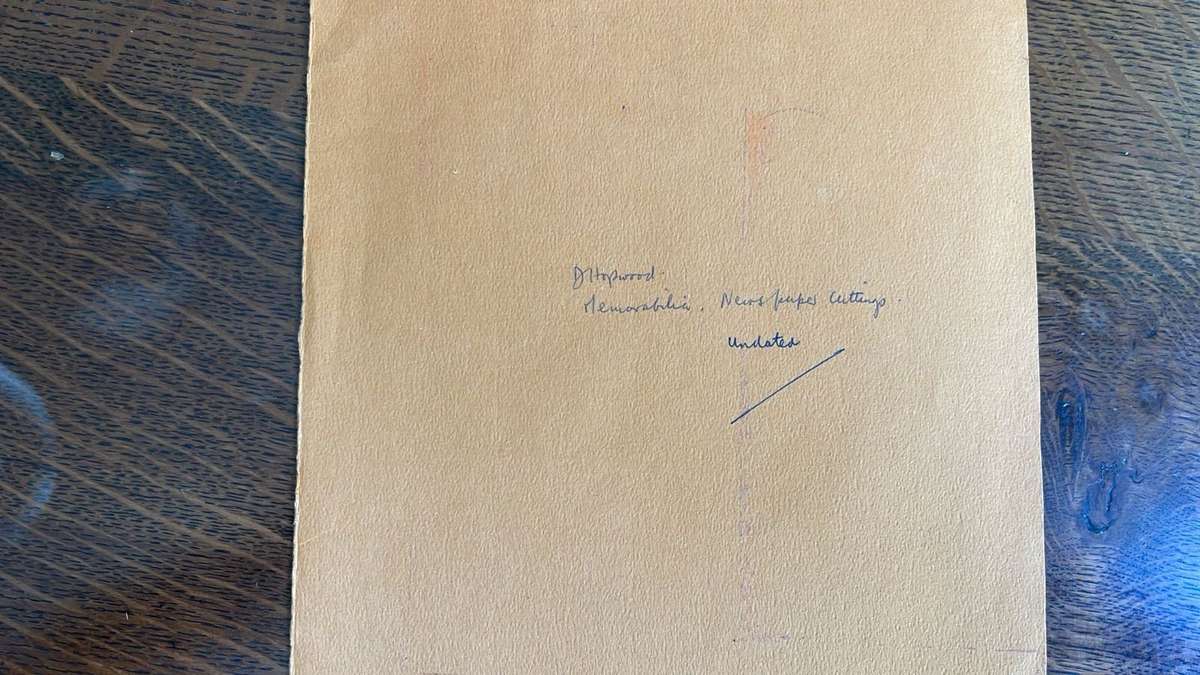 D Hopwood.
Memorabilia. Newspaper Cuttings.
undated